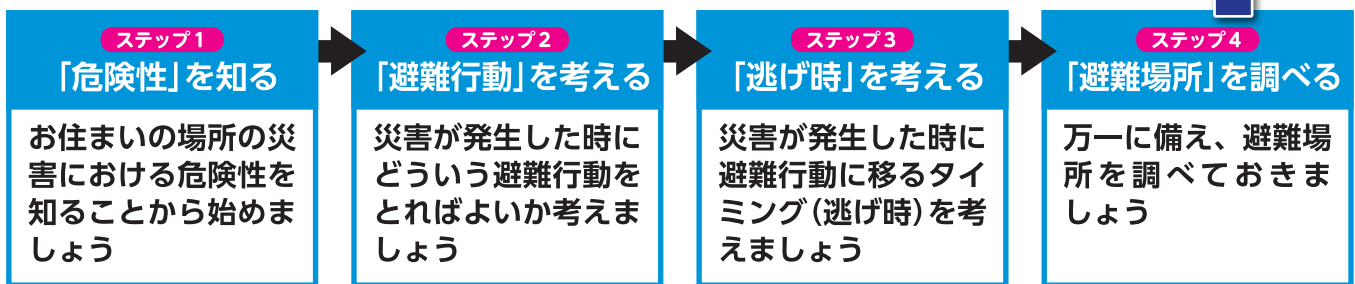 ステップ1
「危険性」を知る
お住まいの場所の災
害における危険性を
知ることから始めま
しょう
ステップ2
「避難行動」を考える
災害が発生した時に
どういう避難行動を
とればよいか考えま
しょう
ステップ3
「逃げ時」を考える
災害が発生した時に
避難行動に移るタイ
ミング(逃げ時)を考
えましょう
ステップ4
「避難場所」を調べる
万一に備え、避難場
所を調べておきま
しょう